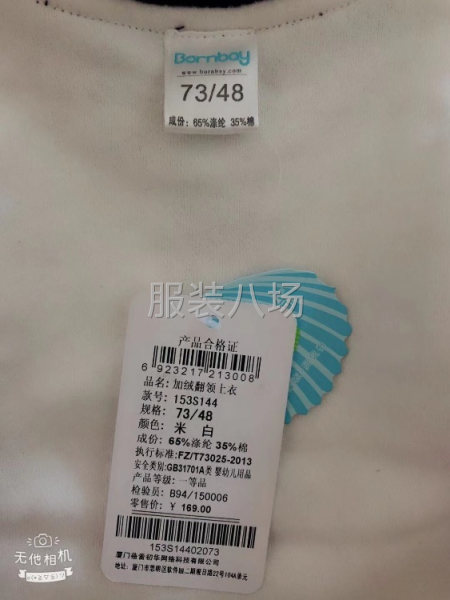 Bornbay
www.bornbay.com
73/48
成份: 65%涤纶 35%棉
服装八场
产品合格证
6 923217 213008
品名: 加绒翻领上衣
款号: 153S144
规格: 73/48
颜色: 米 白
成份: 65%涤纶 35%棉
执行标准:FZ/T73025-2013
安全类别:GB31701A类 婴幼儿用品
产品等级: 一等品
检验员: B94/150006
零售价: ¥ 169.00
153S14402073
无他相机